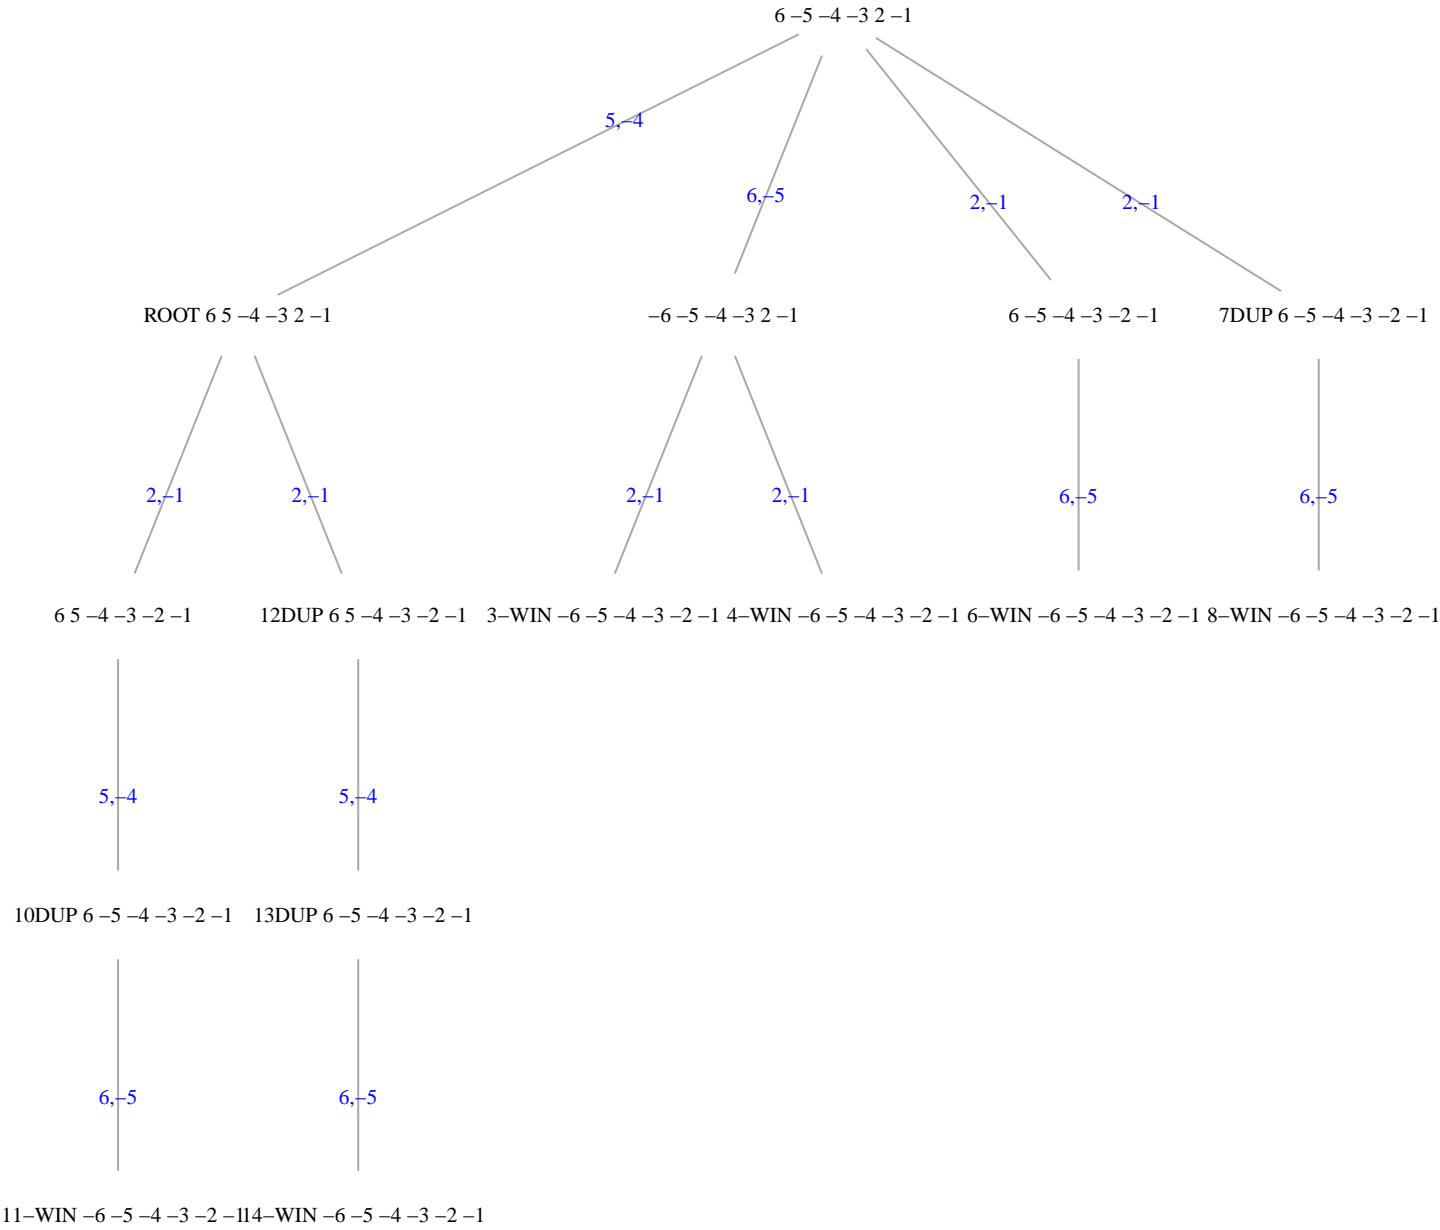 6 –5 –4 –3 2 –1
5,–4
6,–5
2,–1
2,–1
ROOT 6 5 –4 –3 2 –1
–6 –5 –4 –3 2 –1
6 –5 –4 –3 –2 –1
7DUP 6 –5 –4 –3 –2 –1
2,–1
2,–1
2,–1
2,–1
6,–5
6,–5
6 5 –4 –3 –2 –1
12DUP 6 5 –4 –3 –2 –1
3–WIN –6 –5 –4 –3 –2 –1
4–WIN –6 –5 –4 –3 –2 –1
6–WIN –6 –5 –4 –3 –2 –1
8–WIN –6 –5 –4 –3 –2 –1
5,–4
5,–4
10DUP 6 –5 –4 –3 –2 –1
13DUP 6 –5 –4 –3 –2 –1
6,–5
6,–5
11–WIN –6 –5 –4 –3 –2 –1
14–WIN –6 –5 –4 –3 –2 –1